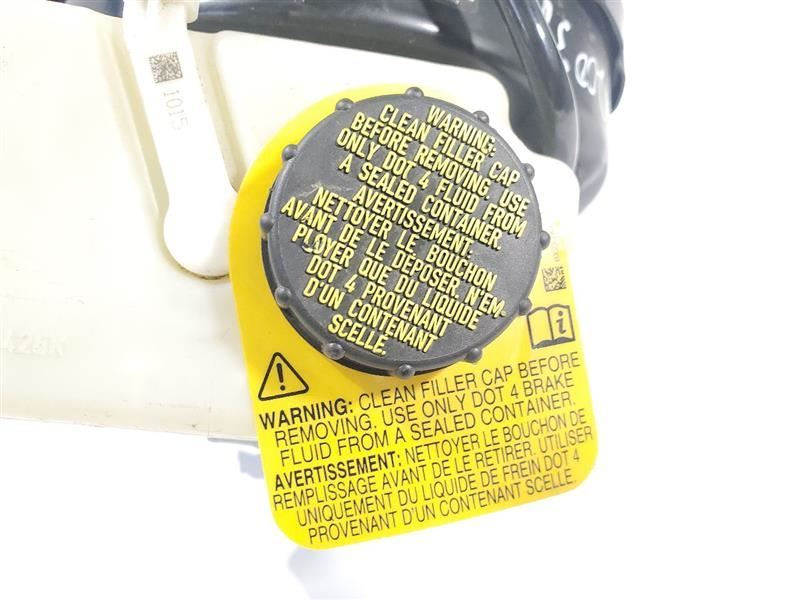 1015
WARNING:
CLEAN FILLER CAP
BEFORE REMOVING. USE
ONLY DOT 4 FLUID FROM
A SEALED CONTAINER.
AVERTISSEMENT.
NETTOYER LE BOUCHON
AVANT DE LE DÉPOSER. N'EM-
PLOYER QUE DU LIQUIDE
DOT 4 PROVENANT
D'UN CONTENANT
SCELLE.
WARNING: CLEAN FILLER CAP BEFORE
REMOVING. USE ONLY DOT 4 BRAKE
FLUID FROM A SEALED CONTAINER.
AVERTISSEMENT: NETTOYER LE BOUCHON DE
REMPLISSAGE AVANT DE LE RETIRER. UTILISER
UNIQUEMENT DU LIQUIDE DE FREIN DOT 4
PROVENANT D'UN CONTENANT SCELLE.